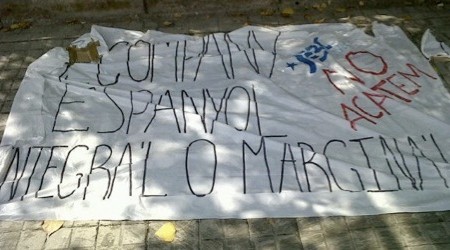 COMPANY
ESPANYOL
INTEGRA'L O MARGINA'L
NO
ACATEM